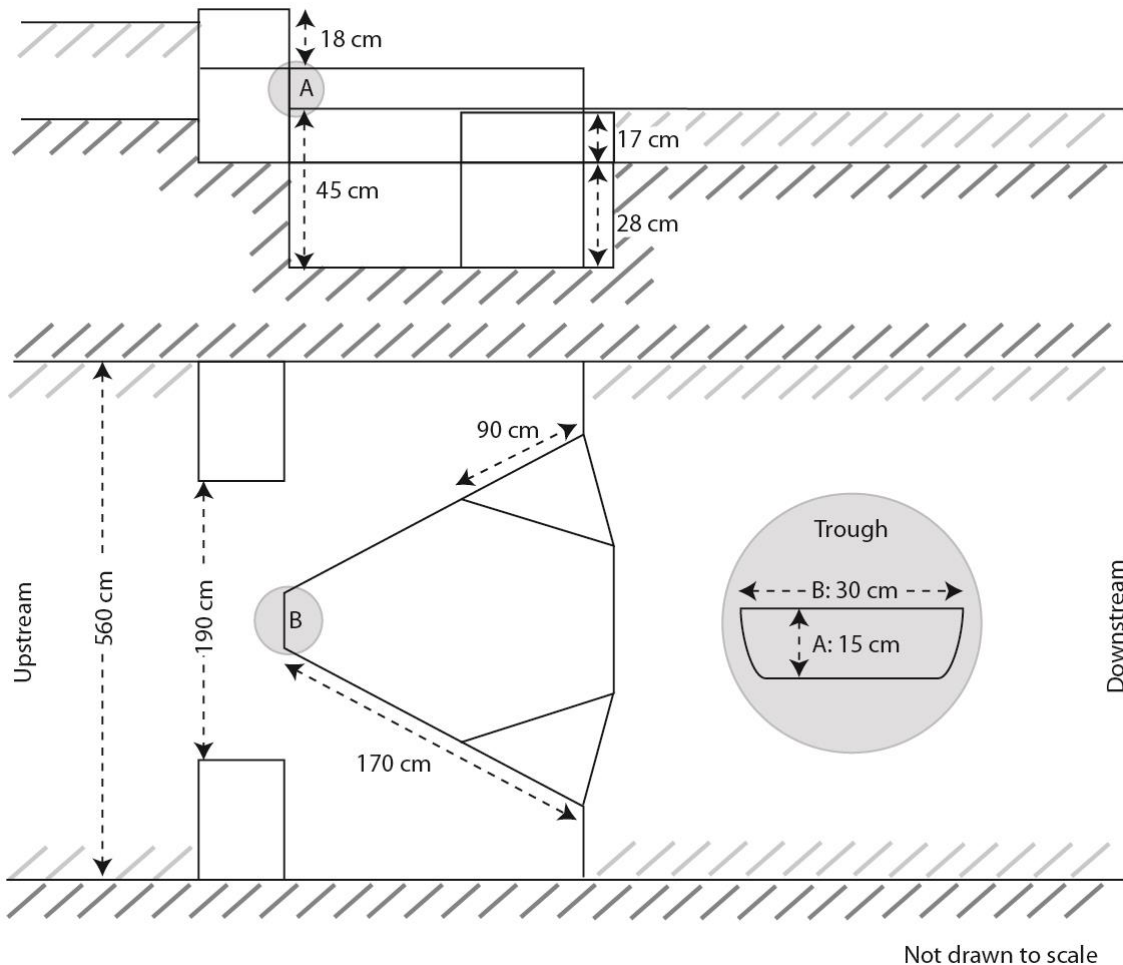 18 cm
A
17 cm
45 cm
28 cm
90 cm
Trough
B: 30 cm
A: 15 cm
B
Upstream
560 cm
190 cm
Downstream
170 cm
Not drawn to scale